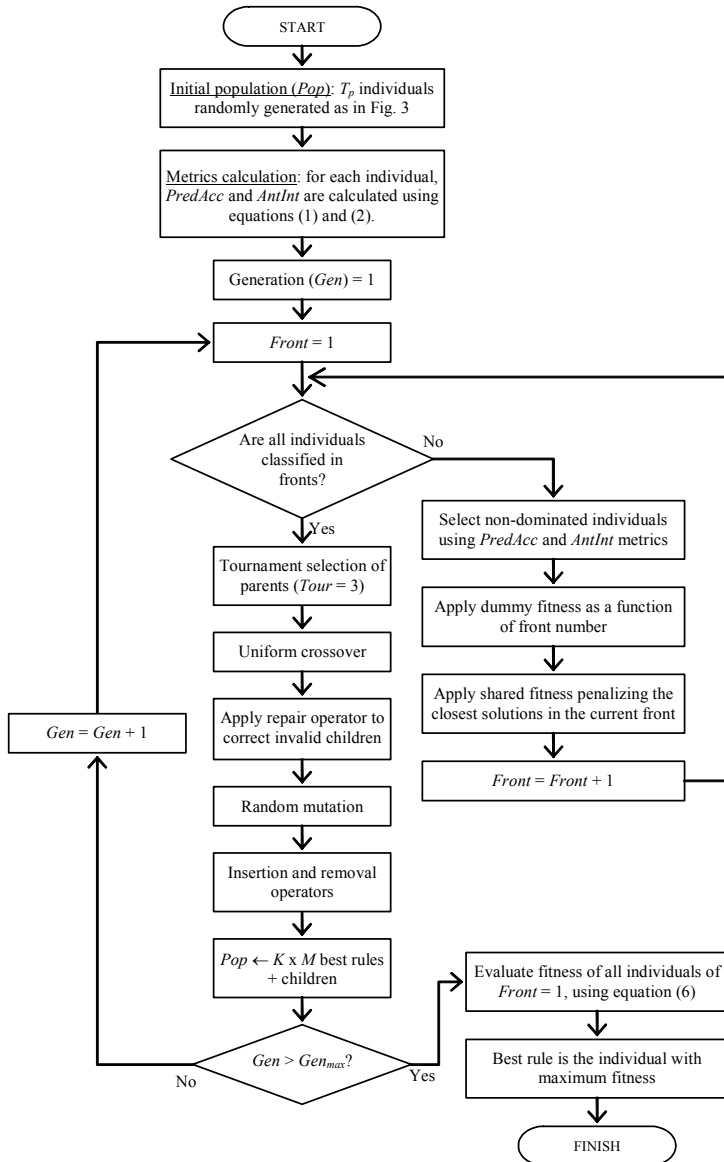 START
Initial population (Pop): Tp individuals
randomly generated as in Fig. 3
Metrics calculation: for each individual,
PredAcc and AntInt are calculated using
equations (1) and (2).
Generation (Gen) = 1
Front = 1
Are all individuals
classified in
fronts?
No
Yes
Select non-dominated individuals
using PredAcc and AntInt metrics
Apply dummy fitness as a function
of front number
Apply shared fitness penalizing the
closest solutions in the current front
Front = Front + 1
Tournament selection of
parents (Tour = 3)
Uniform crossover
Apply repair operator to
correct invalid children
Random mutation
Insertion and removal
operators
Pop ← K x M best rules
+ children
Gen > Genmax?
No
Yes
Gen = Gen + 1
Evaluate fitness of all individuals of
Front = 1, using equation (6)
Best rule is the individual with
maximum fitness
FINISH